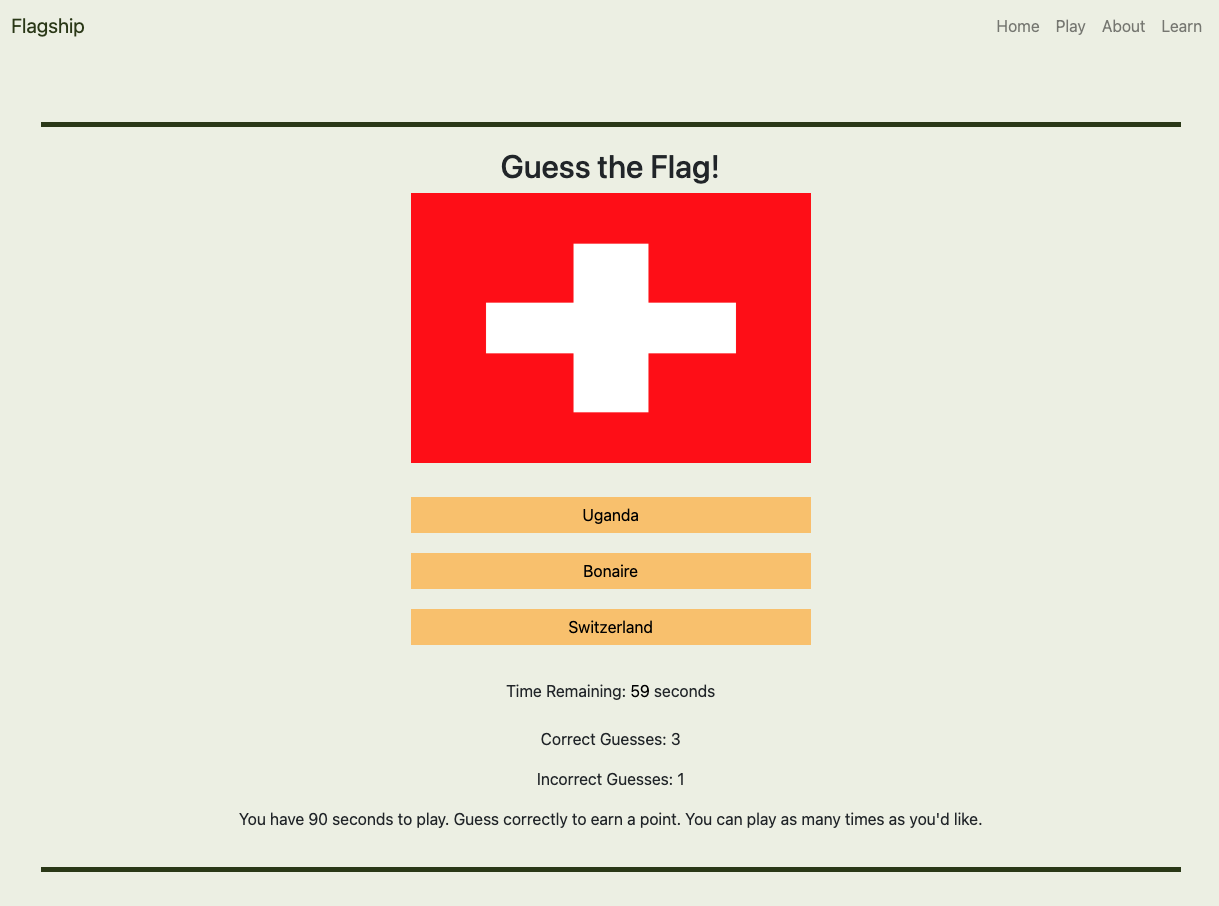 Flagship
Home Play About Learn
Guess the Flag!
Uganda
Bonaire
Switzerland
Time Remaining: 59 seconds
Correct Guesses: 3
Incorrect Guesses: 1
You have 90 seconds to play. Guess correctly to earn a point. You can play as many times as you'd like.